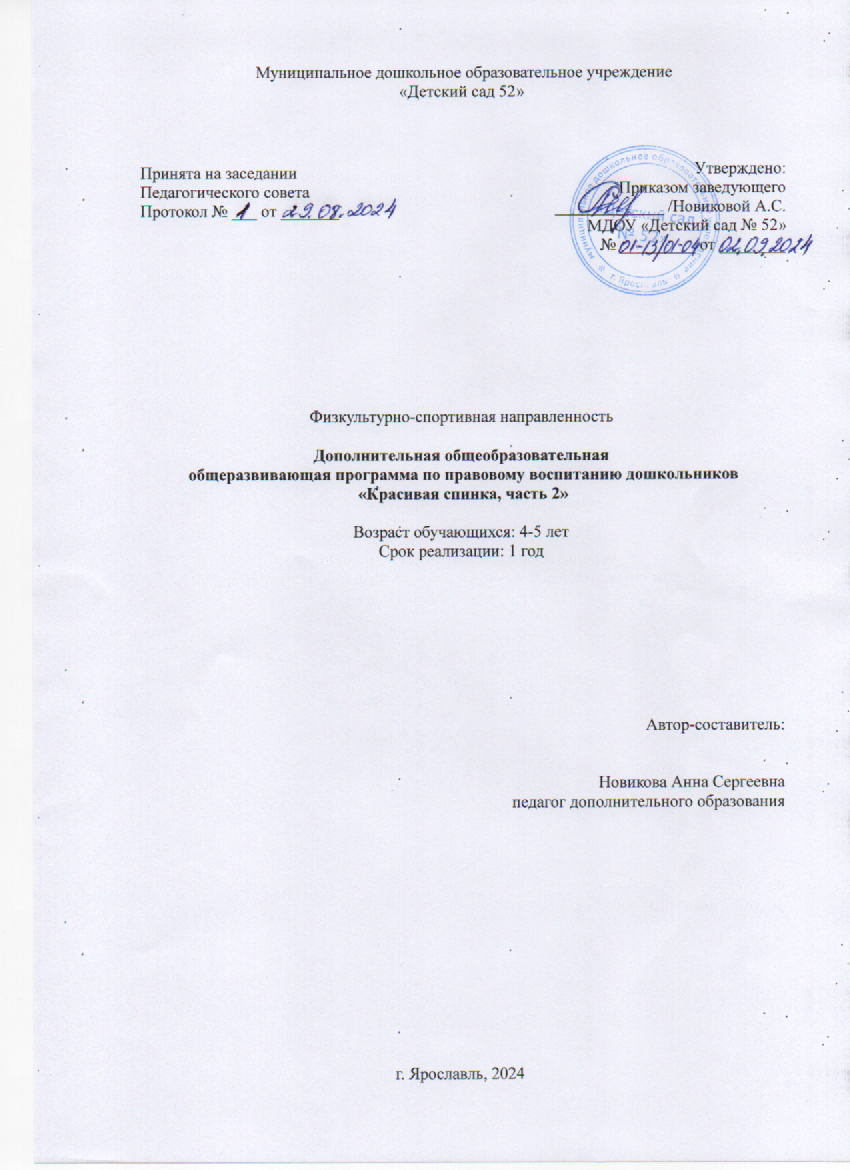 Муниципальное дошкольное образовательное учреждение
«Детский сад 52»
Принята на заседании
Педагогического совета
Протокол № 1 от 29.08.2024
Утверждено:
Приказом заведующего
/Новиковой А.С.
МДОУ «Детский сад № 52»
№ 01-13/01-04 от 02.09.2024
Физкультурно-спортивная направленность
Дополнительная общеобразовательная
общеразвивающая программа по правовому воспитанию дошкольников
«Красивая спинка, часть 2»
Возраст обучающихся: 4-5 лет
Срок реализации: 1 год
Автор-составитель:
Новикова Анна Сергеевна
педагог дополнительного образования
г. Ярославль, 2024